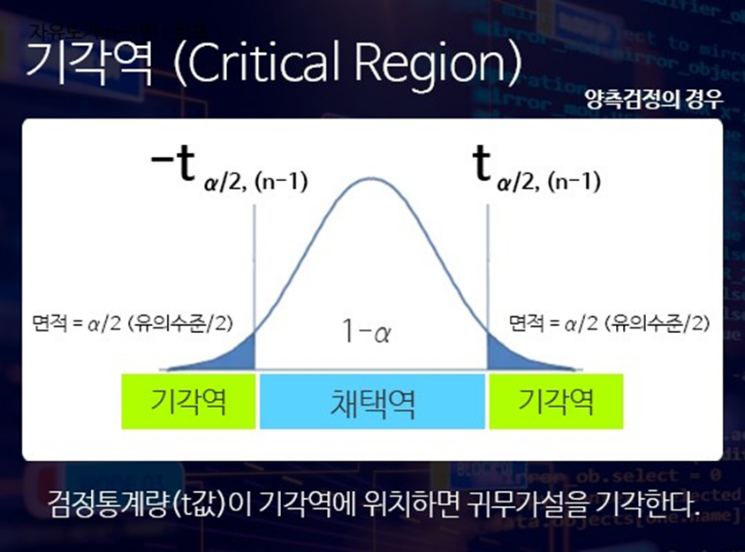 기각역 (Critical Region)
양측검정의 경우
-t α/2, (n-1)
t α/2, (n-1)
면적 = α/2 (유의수준/2)
1-α
면적 = α/2 (유의수준/2)
기각역
채택역
기각역
검정통계량(t값)이 기각역에 위치하면 귀무가설을 기각한다.